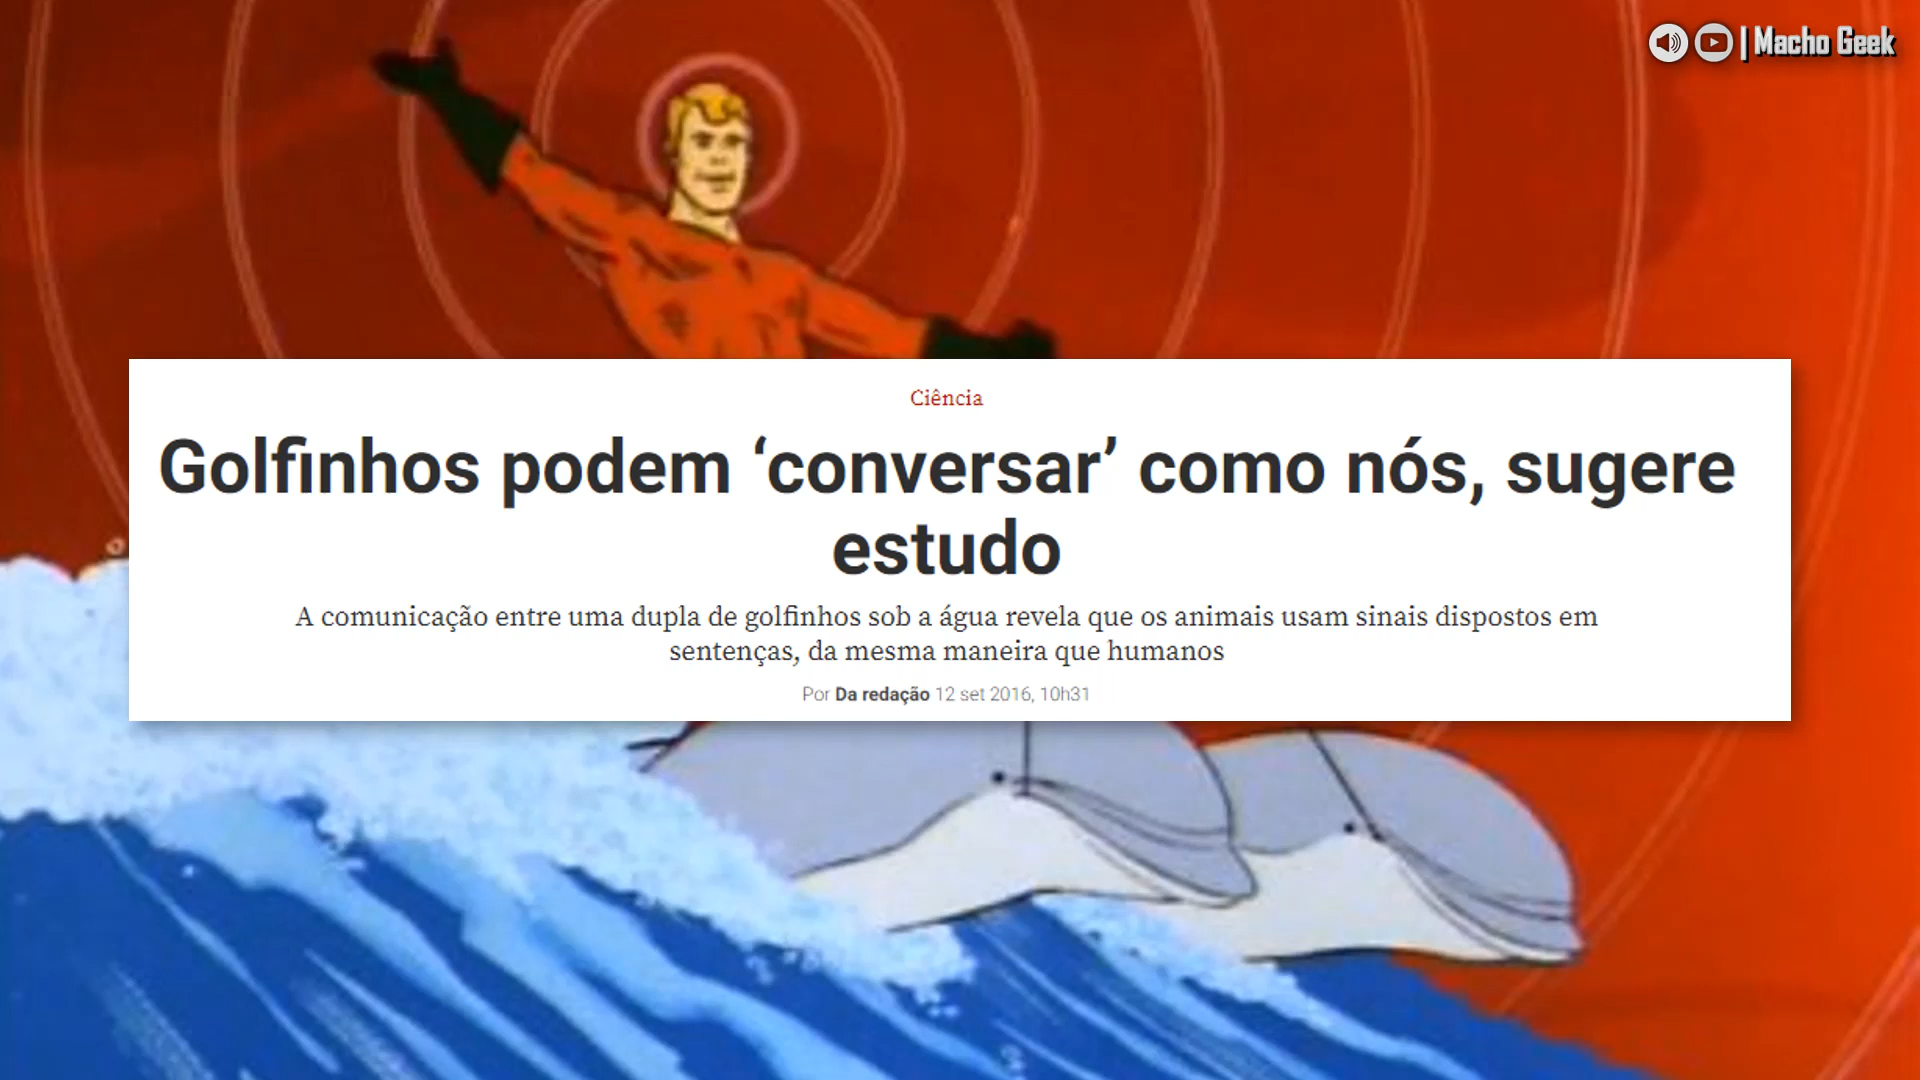 | Macho Geek
Ciência
Golfinhos podem ‘conversar’ como nós, sugere
estudo
A comunicação entre uma dupla de golfinhos sob a água revela que os animais usam sinais dispostos em
sentenças, da mesma maneira que humanos
Por Da redação 12 set 2016, 10h31